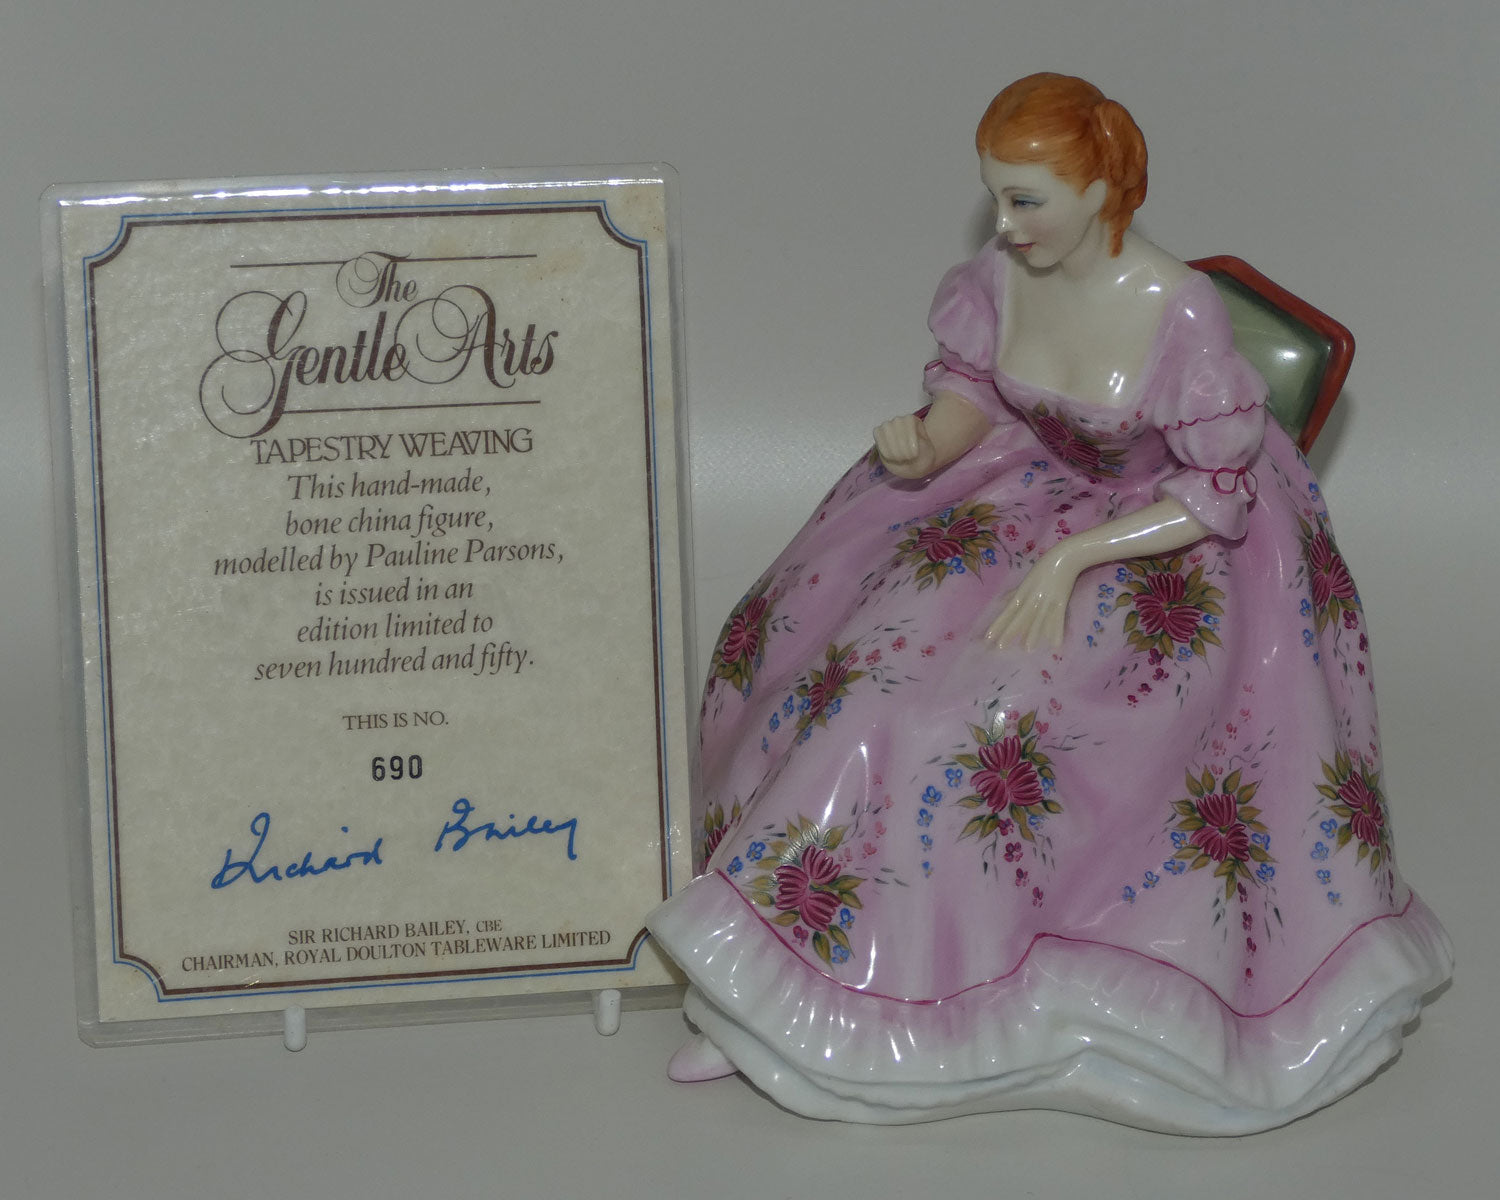 The
Gentle Arts
TAPESTRY WEAVING
This hand-made,
bone china figure,
modelled by Pauline Parsons,
is issued in an
edition limited to
seven hundred and fifty.
THIS IS NO.
690
Richard Bailey
SIR RICHARD BAILEY, CBE
CHAIRMAN, ROYAL DOULTON TABLEWARE LIMITED